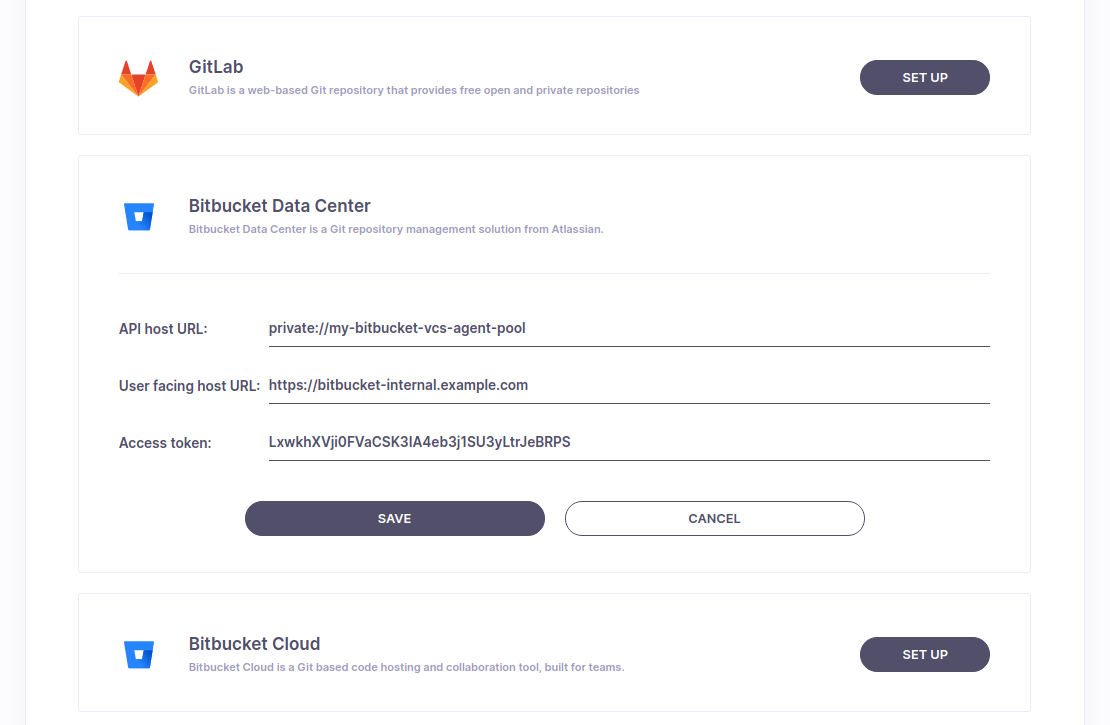 GitLab
GitLab is a web-based Git repository that provides free open and private repositories
SET UP
Bitbucket Data Center
Bitbucket Data Center is a Git repository management solution from Atlassian.
API host URL: private://my-bitbucket-vcs-agent-pool
User facing host URL: https://bitbucket-internal.example.com
Access token: LxwkhXVji0FVaCSK3IA4eb3j1SU3yLtrJeBRPS
SAVE CANCEL
Bitbucket Cloud
Bitbucket Cloud is a Git based code hosting and collaboration tool, built for teams.
SET UP